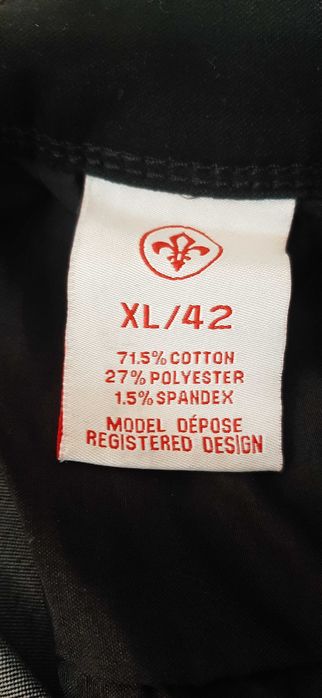 XL/42
71.5% COTTON
27% POLYESTER
1.5% SPANDEX
MODEL DÉPOSE
REGISTERED DESIGN